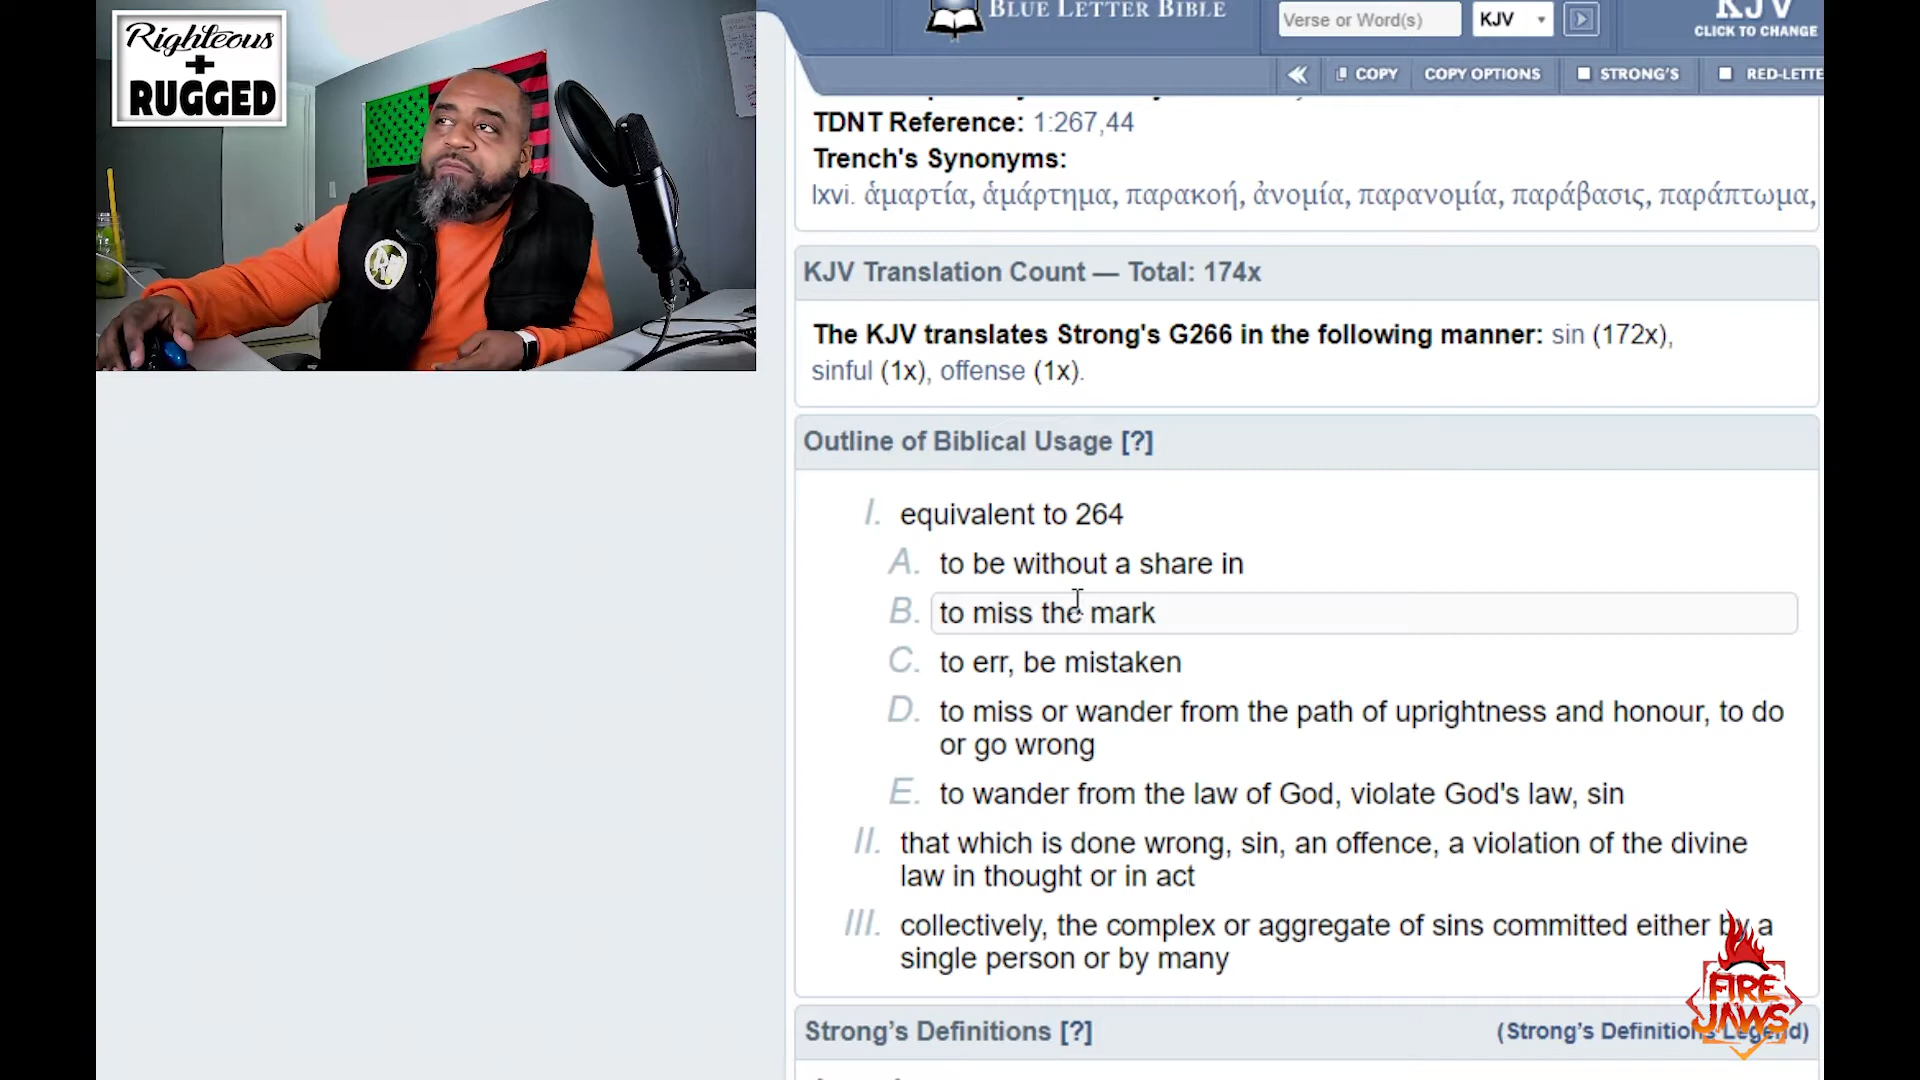 Righteous
+
RUGGED
BLUE LETTER BIBLE
Verse or Word(s)
KJV
KJV
CLICK TO CHANGE
COPY
COPY OPTIONS
STRONG'S
RED-LETTE
TDNT Reference: 1:267,44
Trench's Synonyms:
lxvi. ἁμαρτία, ἁμάρτημα, παρακοή, ἀνομία, παρανομία, παράβασις, παράπτωμα,
KJV Translation Count — Total: 174x
The KJV translates Strong's G266 in the following manner: sin (172x),
sinful (1x), offense (1x).
Outline of Biblical Usage [?]
I. equivalent to 264
A. to be without a share in
B. to miss the mark
C. to err, be mistaken
D. to miss or wander from the path of uprightness and honour, to do
or go wrong
E. to wander from the law of God, violate God's law, sin
II. that which is done wrong, sin, an offence, a violation of the divine
law in thought or in act
III. collectively, the complex or aggregate of sins committed either by a
single person or by many
FIRE
JAWS
Strong's Definitions [?]
(Strong's Definitions Legend)